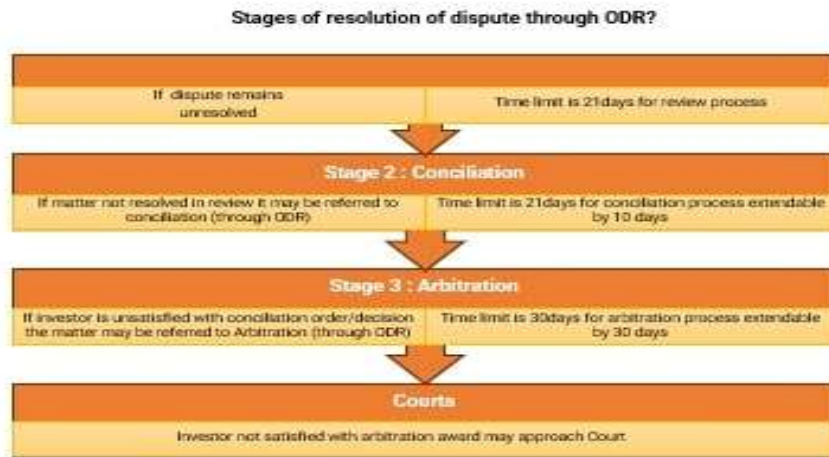 Stages of resolution of dispute through ODR?
If dispute remains
unresolved
Time limit is 21days for review process
Stage 2 : Conciliation
If matter not resolved in review it may be referred to
conciliation (through ODR)
Time limit is 21days for conciliation process extendable
by 10 days
Stage 3 : Arbitration
If investor is unsatisfied with conciliation order/decision
the matter may be referred to Arbitration (through ODR)
Time limit is 30days for arbitration process extendable
by 30 days
Courts
Investor not satisfied with arbitration award may approach Court